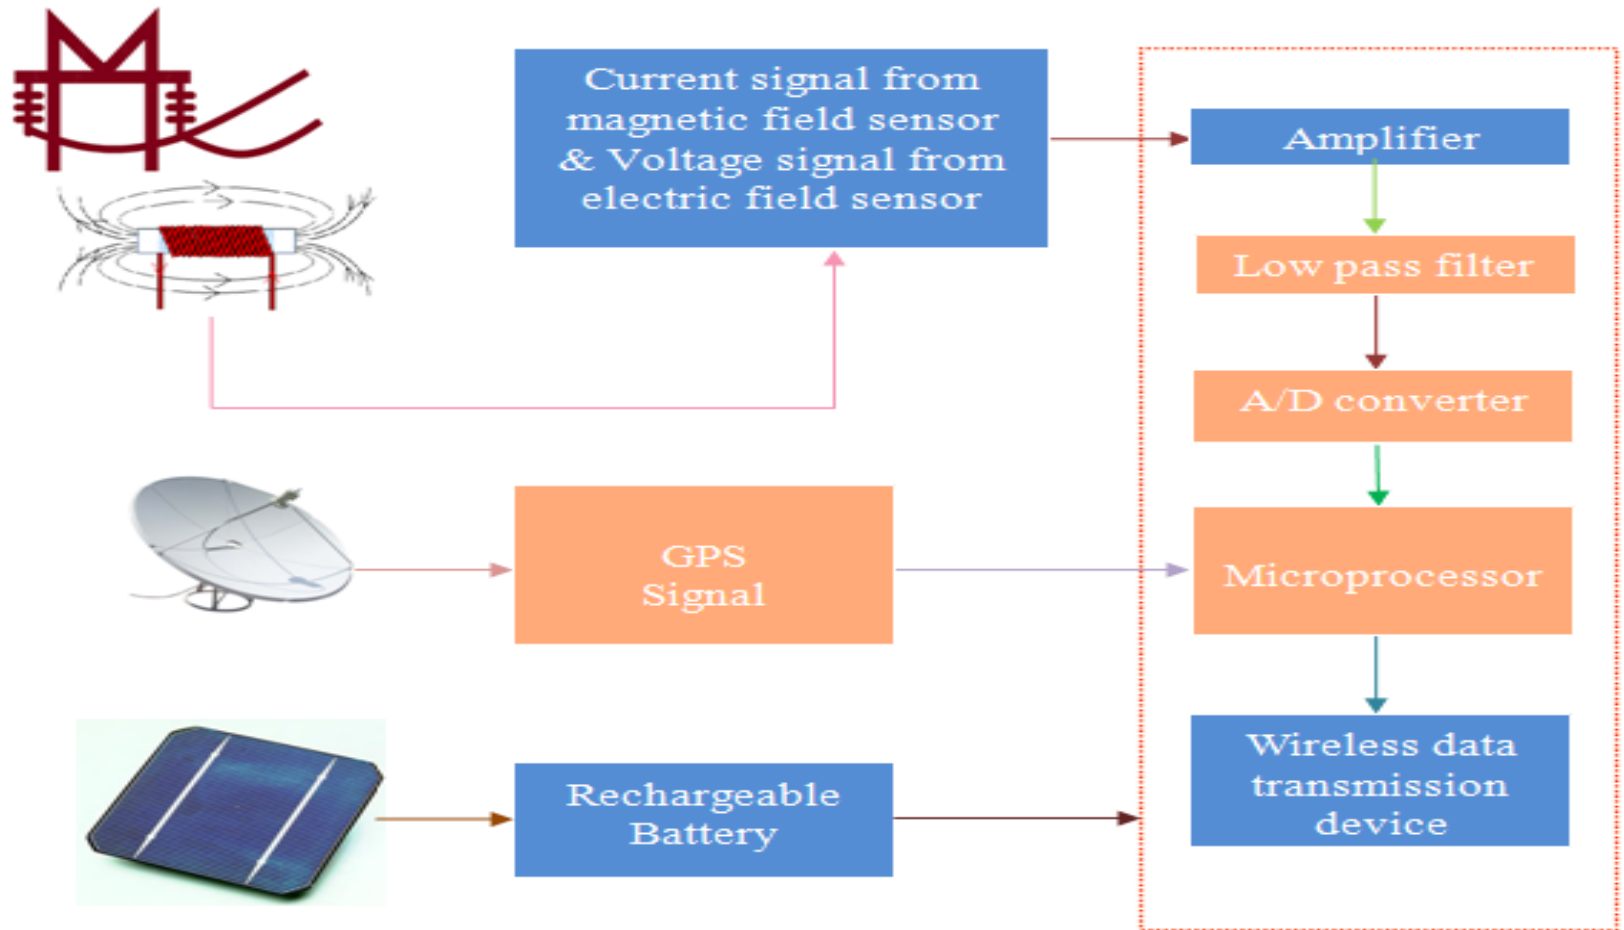 Current signal from
magnetic field sensor
& Voltage signal from
electric field sensor
Amplifier
Low pass filter
A/D converter
GPS
Signal
Microprocessor
Rechargeable
Battery
Wireless data
transmission
device